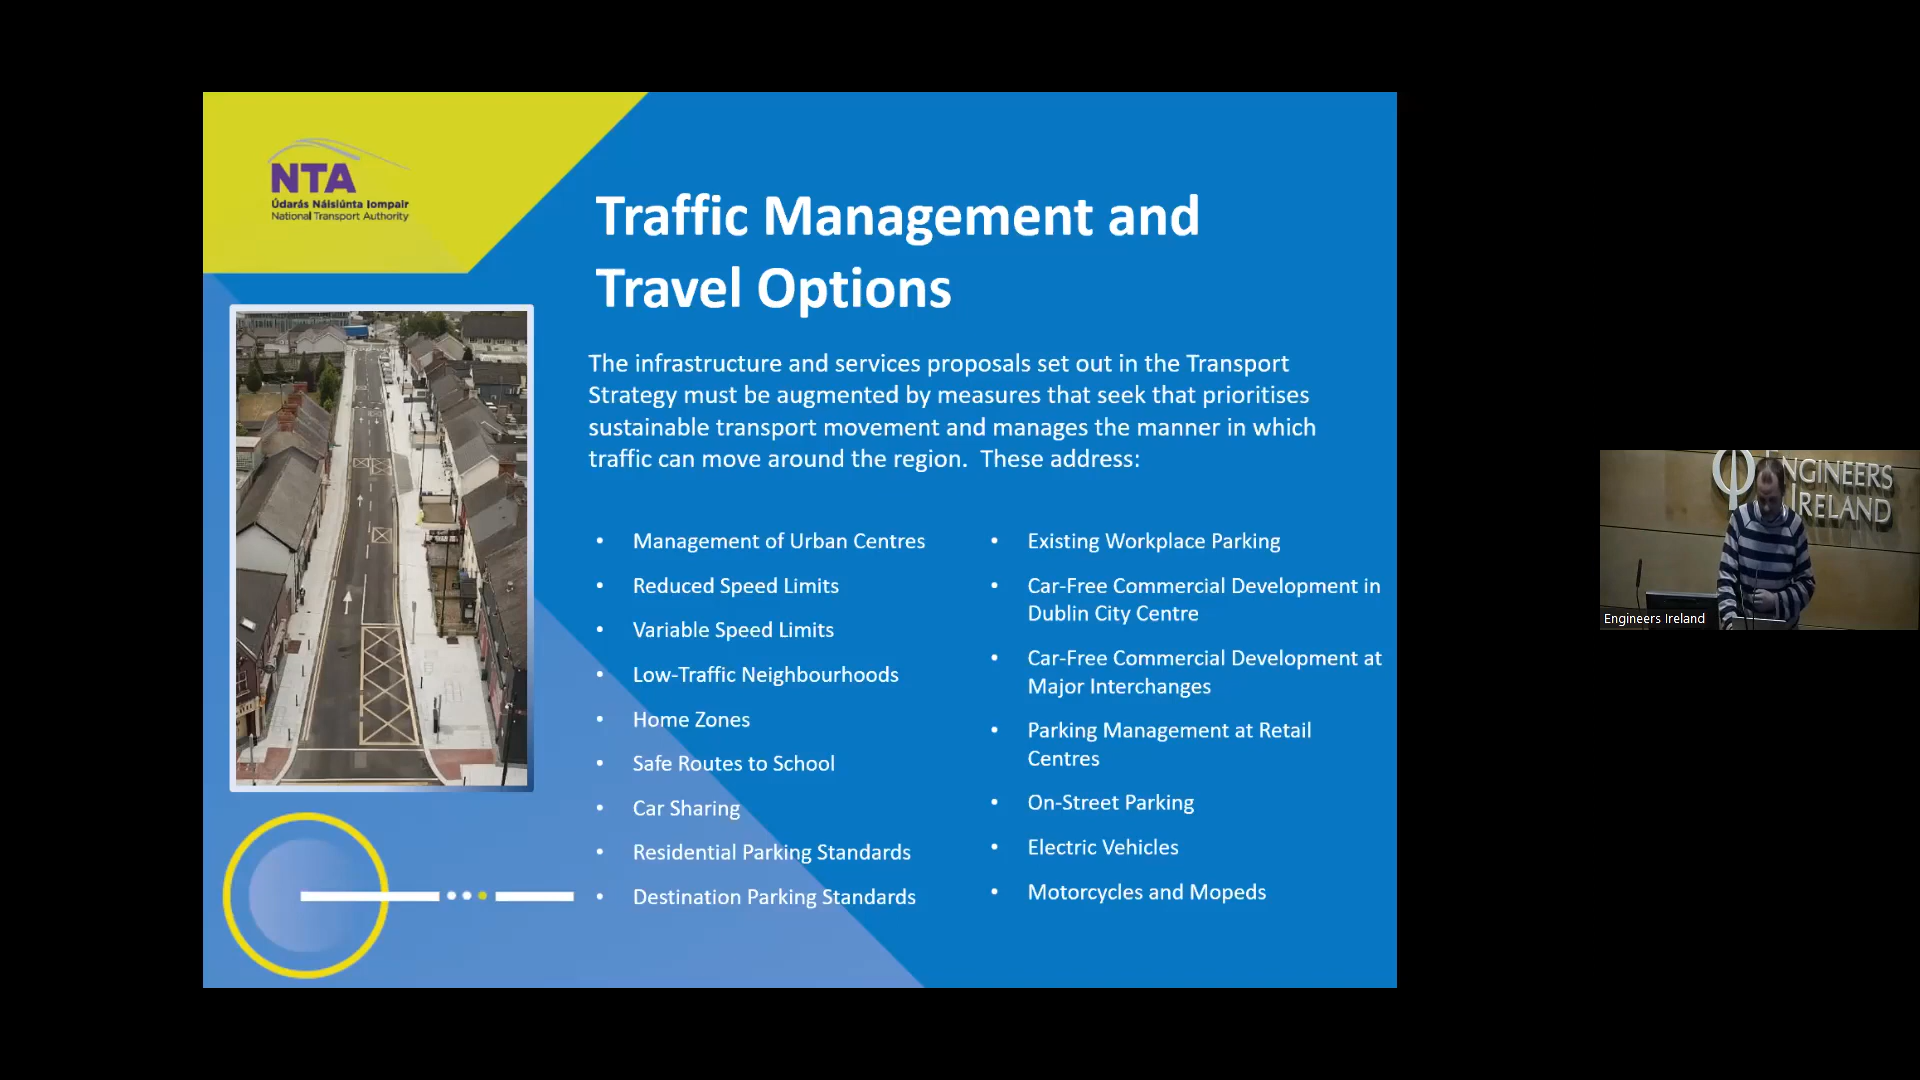 NTA
Údarás Náisiúnta Iompair
National Transport Authority
Traffic Management and
Travel Options
The infrastructure and services proposals set out in the Transport
Strategy must be augmented by measures that seek that prioritises
sustainable transport movement and manages the manner in which
traffic can move around the region.  These address:
• Management of Urban Centres
• Reduced Speed Limits
• Variable Speed Limits
• Low-Traffic Neighbourhoods
• Home Zones
• Safe Routes to School
• Car Sharing
• Residential Parking Standards
• Destination Parking Standards
• Existing Workplace Parking
• Car-Free Commercial Development in
Dublin City Centre
• Car-Free Commercial Development at
Major Interchanges
• Parking Management at Retail
Centres
• On-Street Parking
• Electric Vehicles
• Motorcycles and Mopeds
ENGINEERS
IRELAND
Engineers Ireland